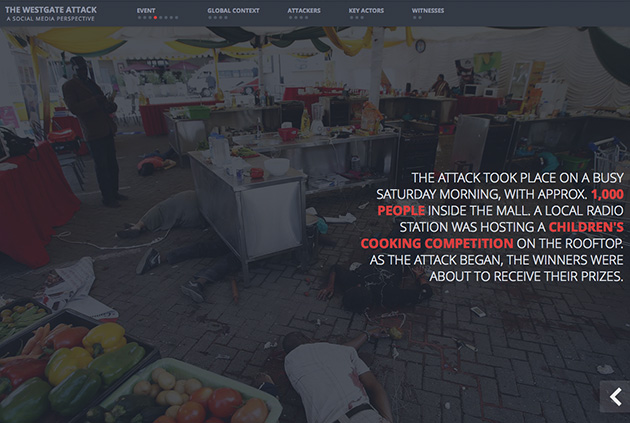 THE WESTGATE ATTACK
A SOCIAL MEDIA PERSPECTIVE
EVENT
GLOBAL CONTEXT
ATTACKERS
KEY ACTORS
WITNESSES
THE ATTACK TOOK PLACE ON A BUSY
SATURDAY MORNING, WITH APPROX. 1,000
PEOPLE INSIDE THE MALL. A LOCAL RADIO
STATION WAS HOSTING A CHILDREN'S
COOKING COMPETITION ON THE ROOFTOP.
AS THE ATTACK BEGAN, THE WINNERS WERE
ABOUT TO RECEIVE THEIR PRIZES.